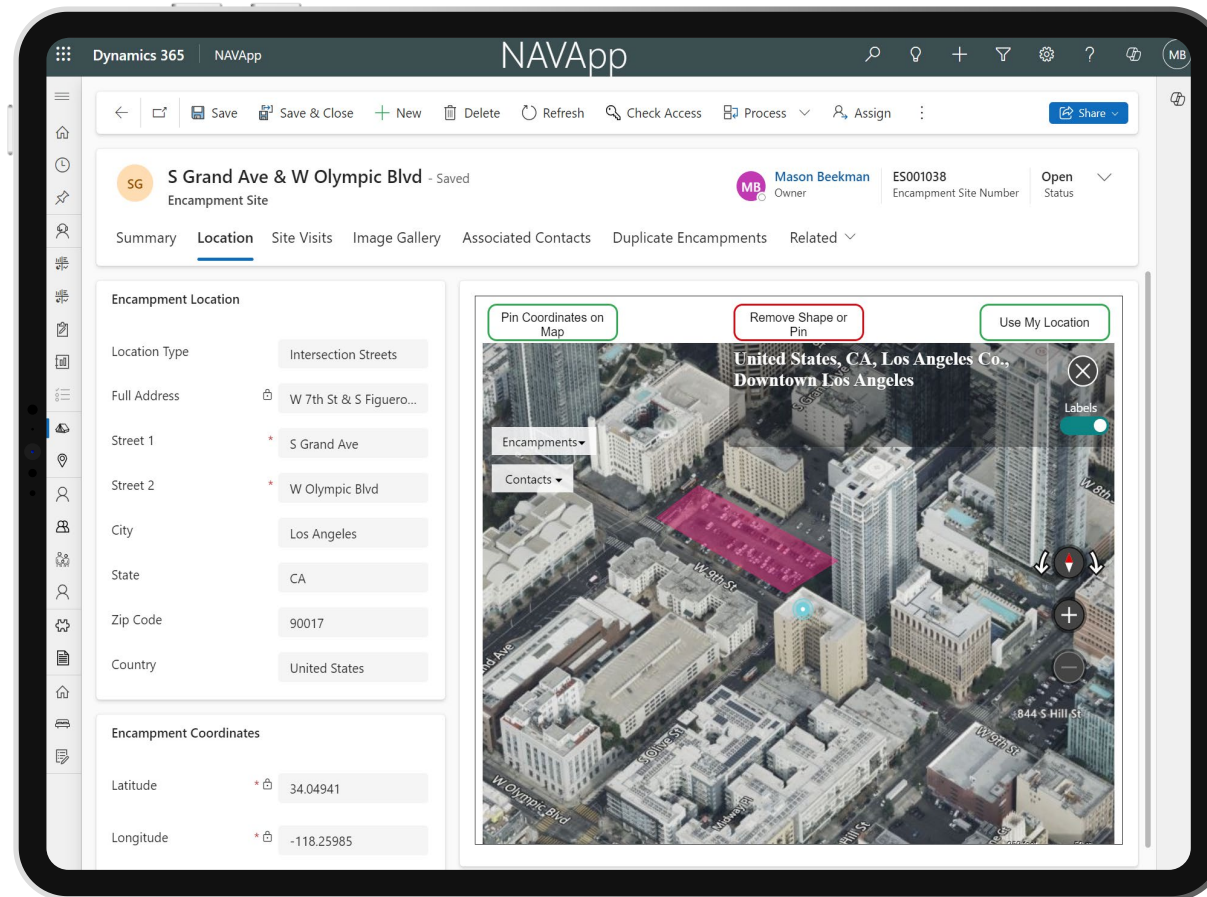 Dynamics 365 NAVApp NAVApp ? MB
Save Save & Close New Delete Refresh Check Access Process Assign Share
SG S Grand Ave & W Olympic Blvd - Saved
Encampment Site
MB Mason Beekman
Owner
ES001038
Encampment Site Number
Open
Status
Summary Location Site Visits Image Gallery Associated Contacts Duplicate Encampments Related
Encampment Location
Location Type Intersection Streets
Full Address W 7th St & S Figuero...
Street 1 * S Grand Ave
Street 2 * W Olympic Blvd
City Los Angeles
State CA
Zip Code 90017
Country United States
Encampment Coordinates
Latitude * 34.04941
Longitude * -118.25985
Pin Coordinates on
Map
Remove Shape or
Pin
Use My Location
United States, CA, Los Angeles Co.,
Downtown Los Angeles
Labels
Encampments
Contacts
W 8th
W 9th St
nd Ave
844 S Hill St
W 9th St
S Olive St
W Olympic Blvd
Midway Pl
Hill St